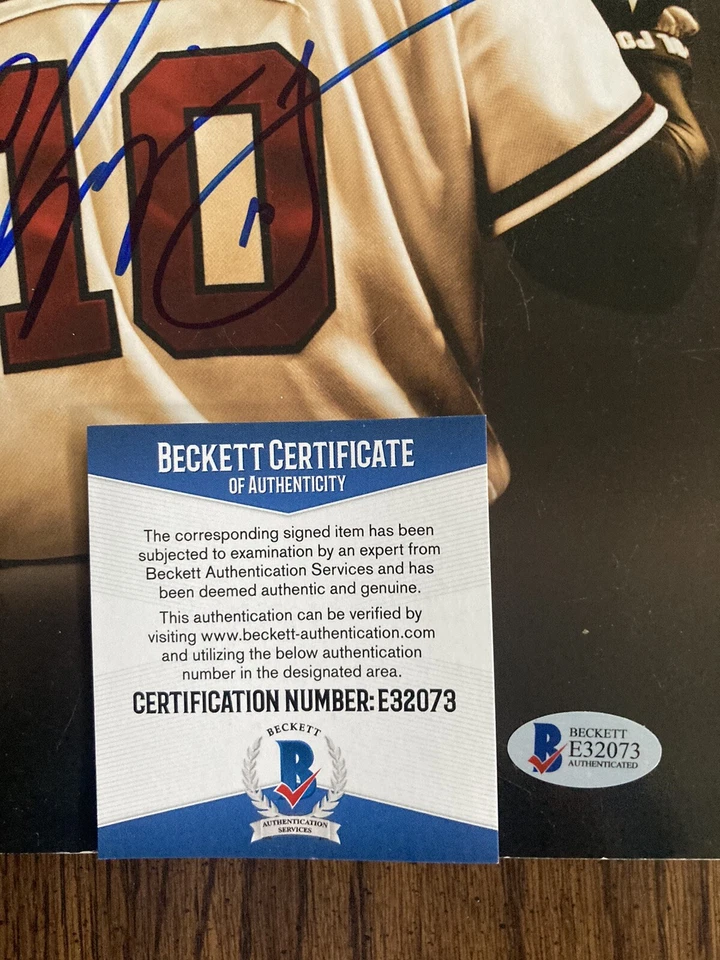 10
BECKETT CERTIFICATE
OF AUTHENTICITY
The corresponding signed item has been
subjected to examination by an expert from
Beckett Authentication Services and has
been deemed authentic and genuine.
This authentication can be verified by
visiting www.beckett-authentication.com
and utilizing the below authentication
number in the designated area.
CERTIFICATION NUMBER: E32073
BECKETT
B
AUTHENTICATION
SERVICES
B
BECKETT
E32073
AUTHENTICATED